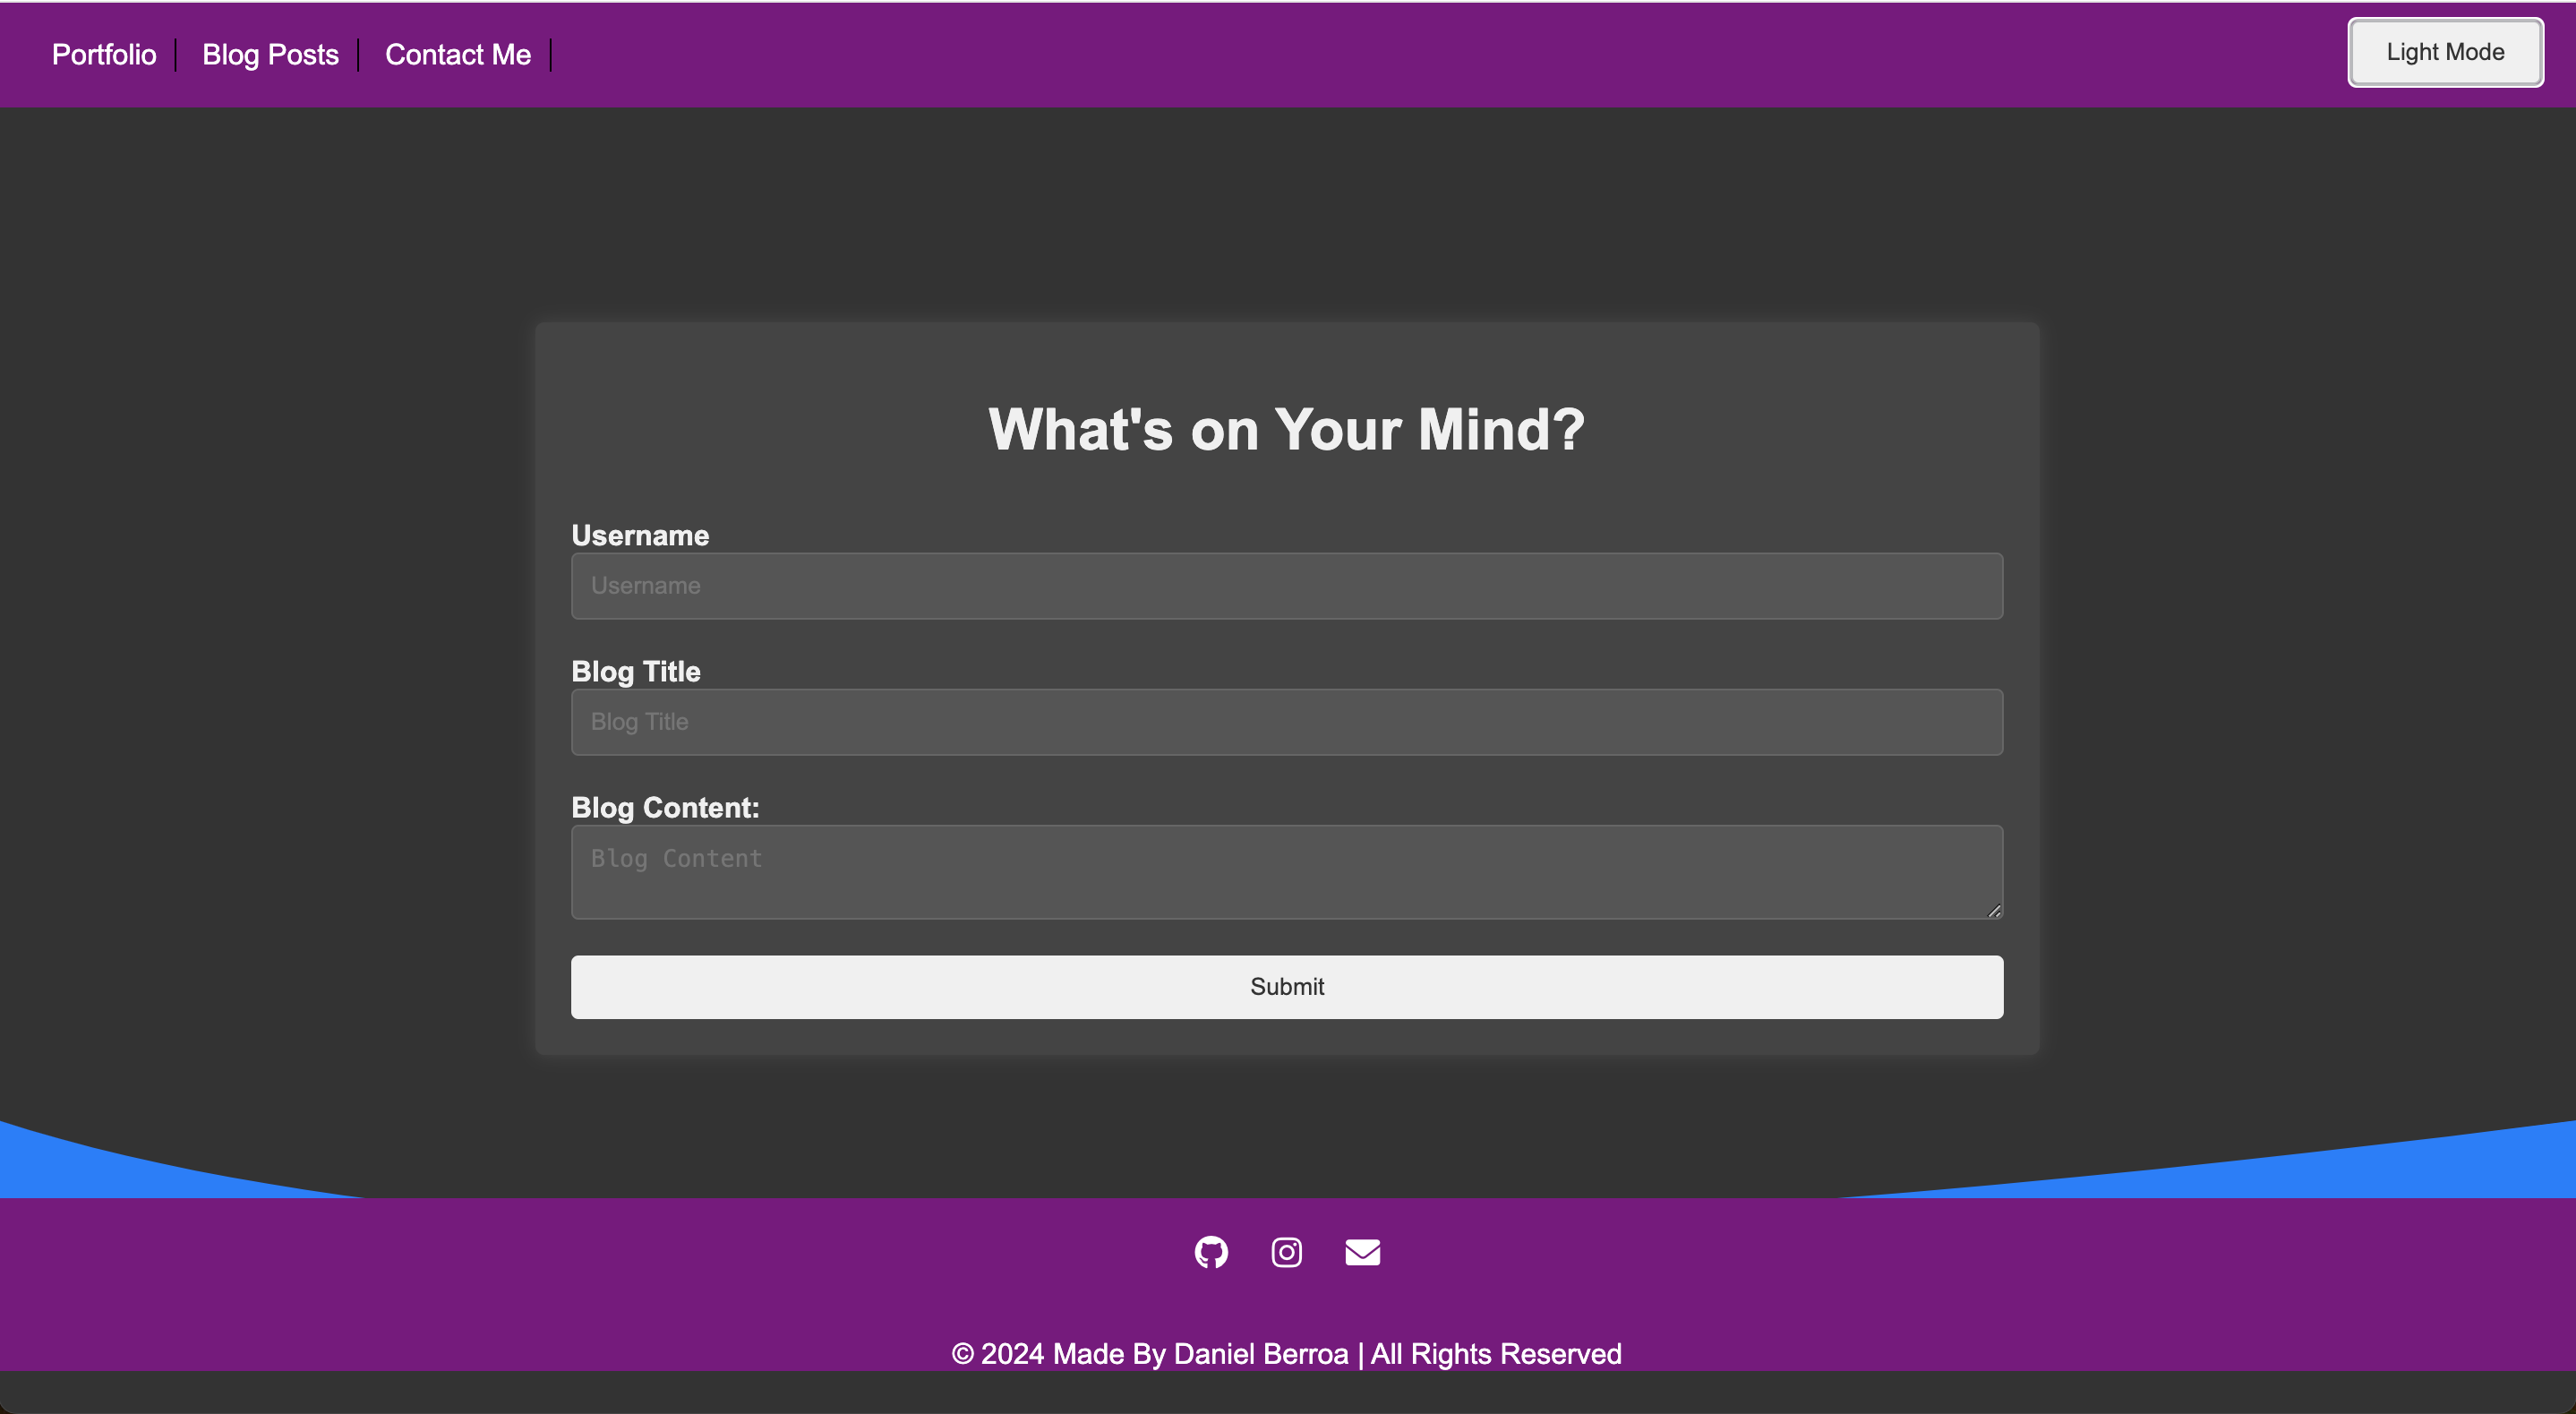 Portfolio Blog Posts Contact Me Light Mode
What's on Your Mind?
Username
Username
Blog Title
Blog Title
Blog Content:
Blog Content
Submit
© 2024 Made By Daniel Berroa | All Rights Reserved